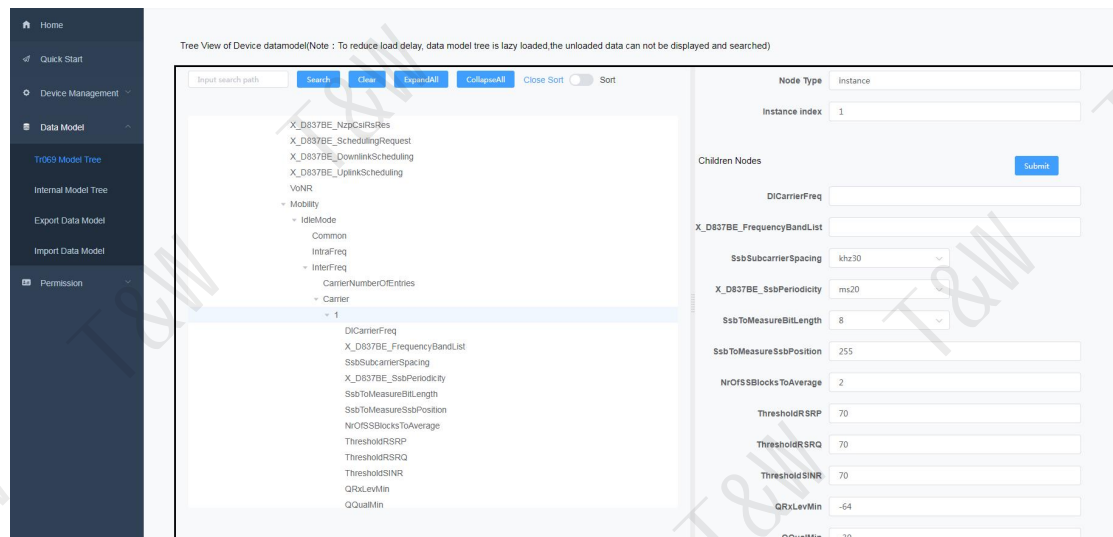 Home
Quick Start
Device Management
Data Model
Tr069 Model Tree
Internal Model Tree
Export Data Model
Import Data Model
Permission
Tree View of Device datamodel(Note：To reduce load delay, data model tree is lazy loaded,the unloaded data can not be displayed and searched)
Input search path Search Clear ExpandAll CollapseAll Close Sort Sort
X_D837BE_NzpCsiRsRes
X_D837BE_SchedulingRequest
X_D837BE_DownlinkScheduling
X_D837BE_UplinkScheduling
VoNR
Mobility
IdleMode
Common
IntraFreq
InterFreq
CarrierNumberOfEntries
Carrier
1
DlCarrierFreq
X_D837BE_FrequencyBandList
SsbSubcarrierSpacing
X_D837BE_SsbPeriodicity
SsbToMeasureBitLength
SsbToMeasureSsbPosition
NrOfSSBlocksToAverage
ThresholdRSRP
ThresholdRSRQ
ThresholdSINR
QRxLevMin
QQualMin
Node Type instance
Instance index 1
Children Nodes Submit
DlCarrierFreq
X_D837BE_FrequencyBandList
SsbSubcarrierSpacing khz30
X_D837BE_SsbPeriodicity ms20
SsbToMeasureBitLength 8
SsbToMeasureSsbPosition 255
NrOfSSBlocksToAverage 2
ThresholdRSRP 70
ThresholdRSRQ 70
ThresholdSINR 70
QRxLevMin -64
T&W
T&W
T&W
T&W
T&W
T&W